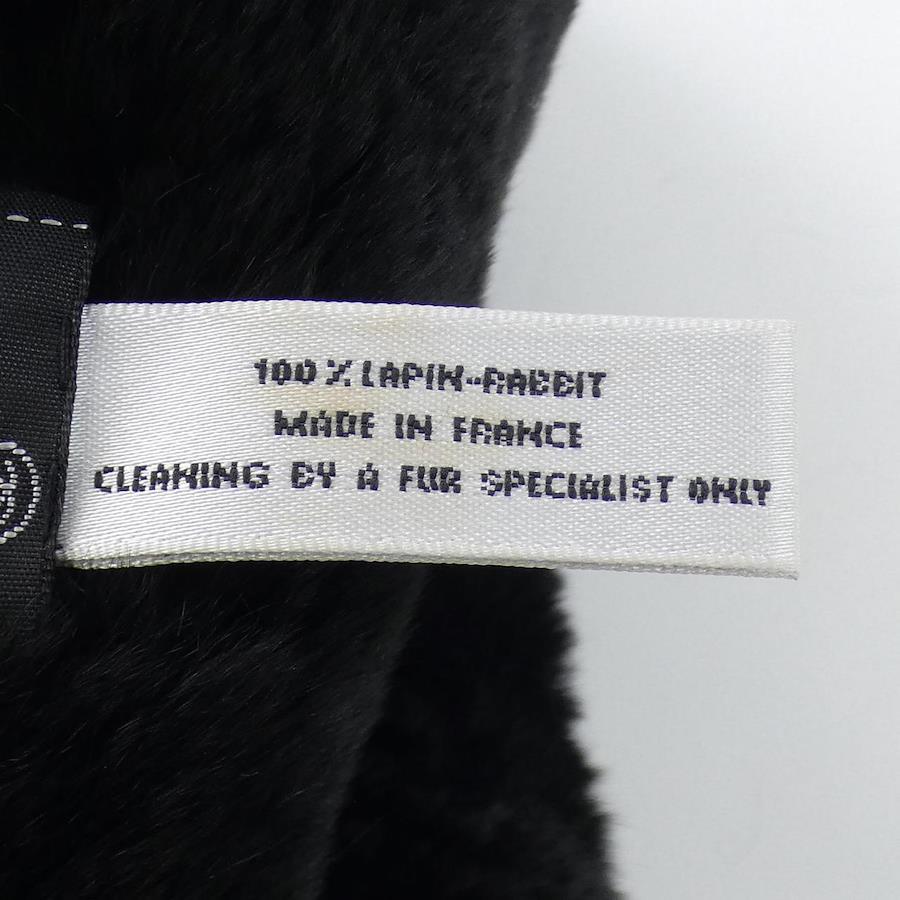 100% LAPIN-RABBIT
MADE IN FRANCE
CLEANING BY A FUR SPECIALIST ONLY